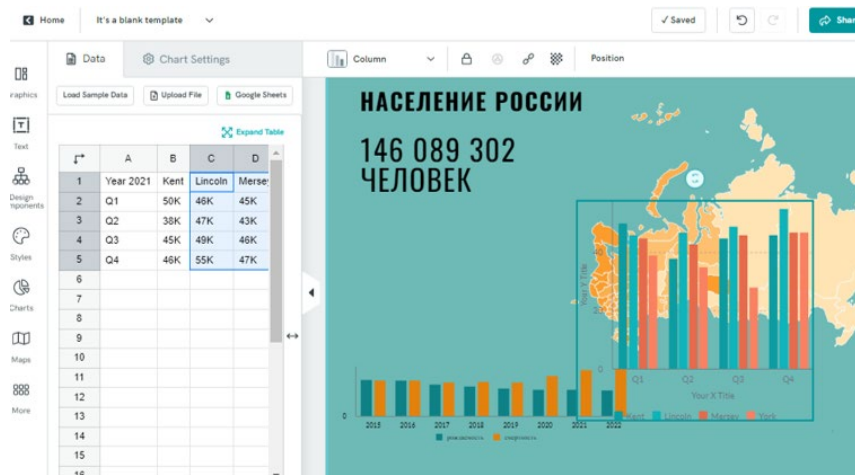 Home
It's a blank template
✓ Saved
Data
Chart Settings
Column
Position
Load Sample Data
Upload File
Google Sheets
Expand Table
A B C D
1 Year 2021 Kent Lincoln Mersey
2 Q1 50K 46K 45K
3 Q2 38K 47K 43K
4 Q3 45K 49K 46K
5 Q4 46K 55K 47K
6
7
8
9
10
11
12
13
14
15
16
Text
Design
Styles
Charts
Maps
More
НАСЕЛЕНИЕ РОССИИ
146 089 302
ЧЕЛОВЕК
Your Y Title
0
Q1 Q2 Q3 Q4
Your X Title
Kent Lincoln Mersey York
0
2015 2016 2017 2018 2019 2020 2021 2022